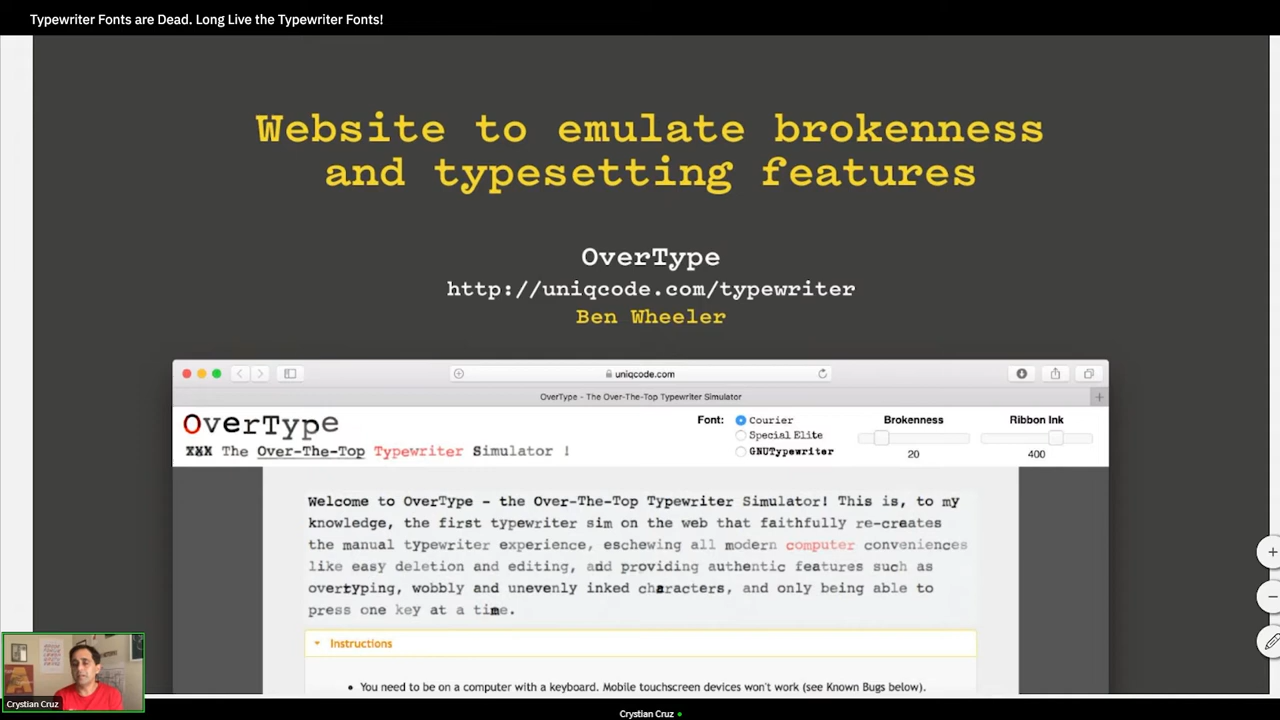 Typewriter Fonts are Dead. Long Live the Typewriter Fonts!
Website to emulate brokenness
and typesetting features
OverType
http://uniqcode.com/typewriter
Ben Wheeler
uniqcode.com
OverType - The Over-The-Top Typewriter Simulator
OverType
XXX The Over-The-Top Typewriter Simulator !
Font:
Courier
Special Elite
GNUTypewriter
Brokenness
20
Ribbon Ink
400
Welcome to OverType - the Over-The-Top Typewriter Simulator! This is, to my
knowledge, the first typewriter sim on the web that faithfully re-creates
the manual typewriter experience, eschewing all modern computer conveniences
like easy deletion and editing, and providing authentic features such as
overtyping, wobbly and unevenly inked characters, and only being able to
press one key at a time.
Instructions
• You need to be on a computer with a keyboard. Mobile touchscreen devices won't work (see Known Bugs below).
Crystian Cruz
Crystian Cruz